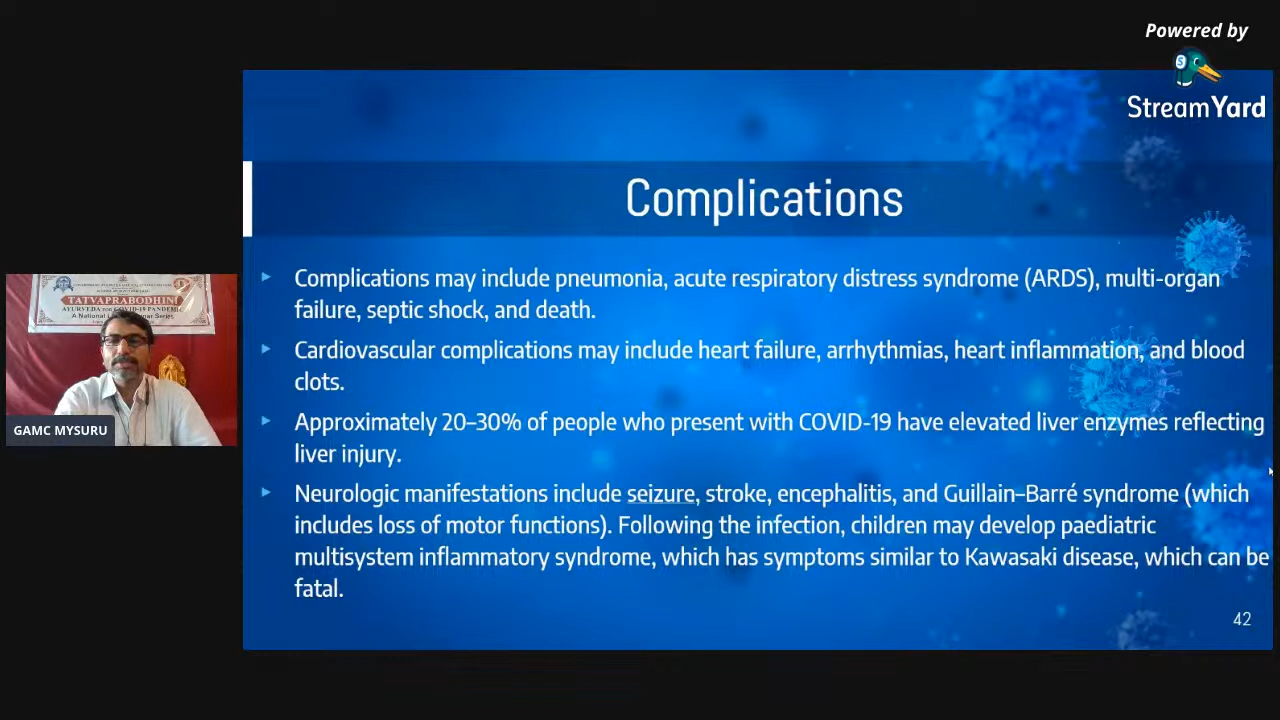 Powered by
StreamYard
Complications
Complications may include pneumonia, acute respiratory distress syndrome (ARDS), multi-organ
failure, septic shock, and death.
Cardiovascular complications may include heart failure, arrhythmias, heart inflammation, and blood
clots.
Approximately 20–30% of people who present with COVID-19 have elevated liver enzymes reflecting
liver injury.
Neurologic manifestations include seizure, stroke, encephalitis, and Guillain–Barré syndrome (which
includes loss of motor functions). Following the infection, children may develop paediatric
multisystem inflammatory syndrome, which has symptoms similar to Kawasaki disease, which can be
fatal.
42
TATVAPRABODHINI
AYURVEDA for COVID-19 PANDEMIC
A National Series
GAMC MYSURU